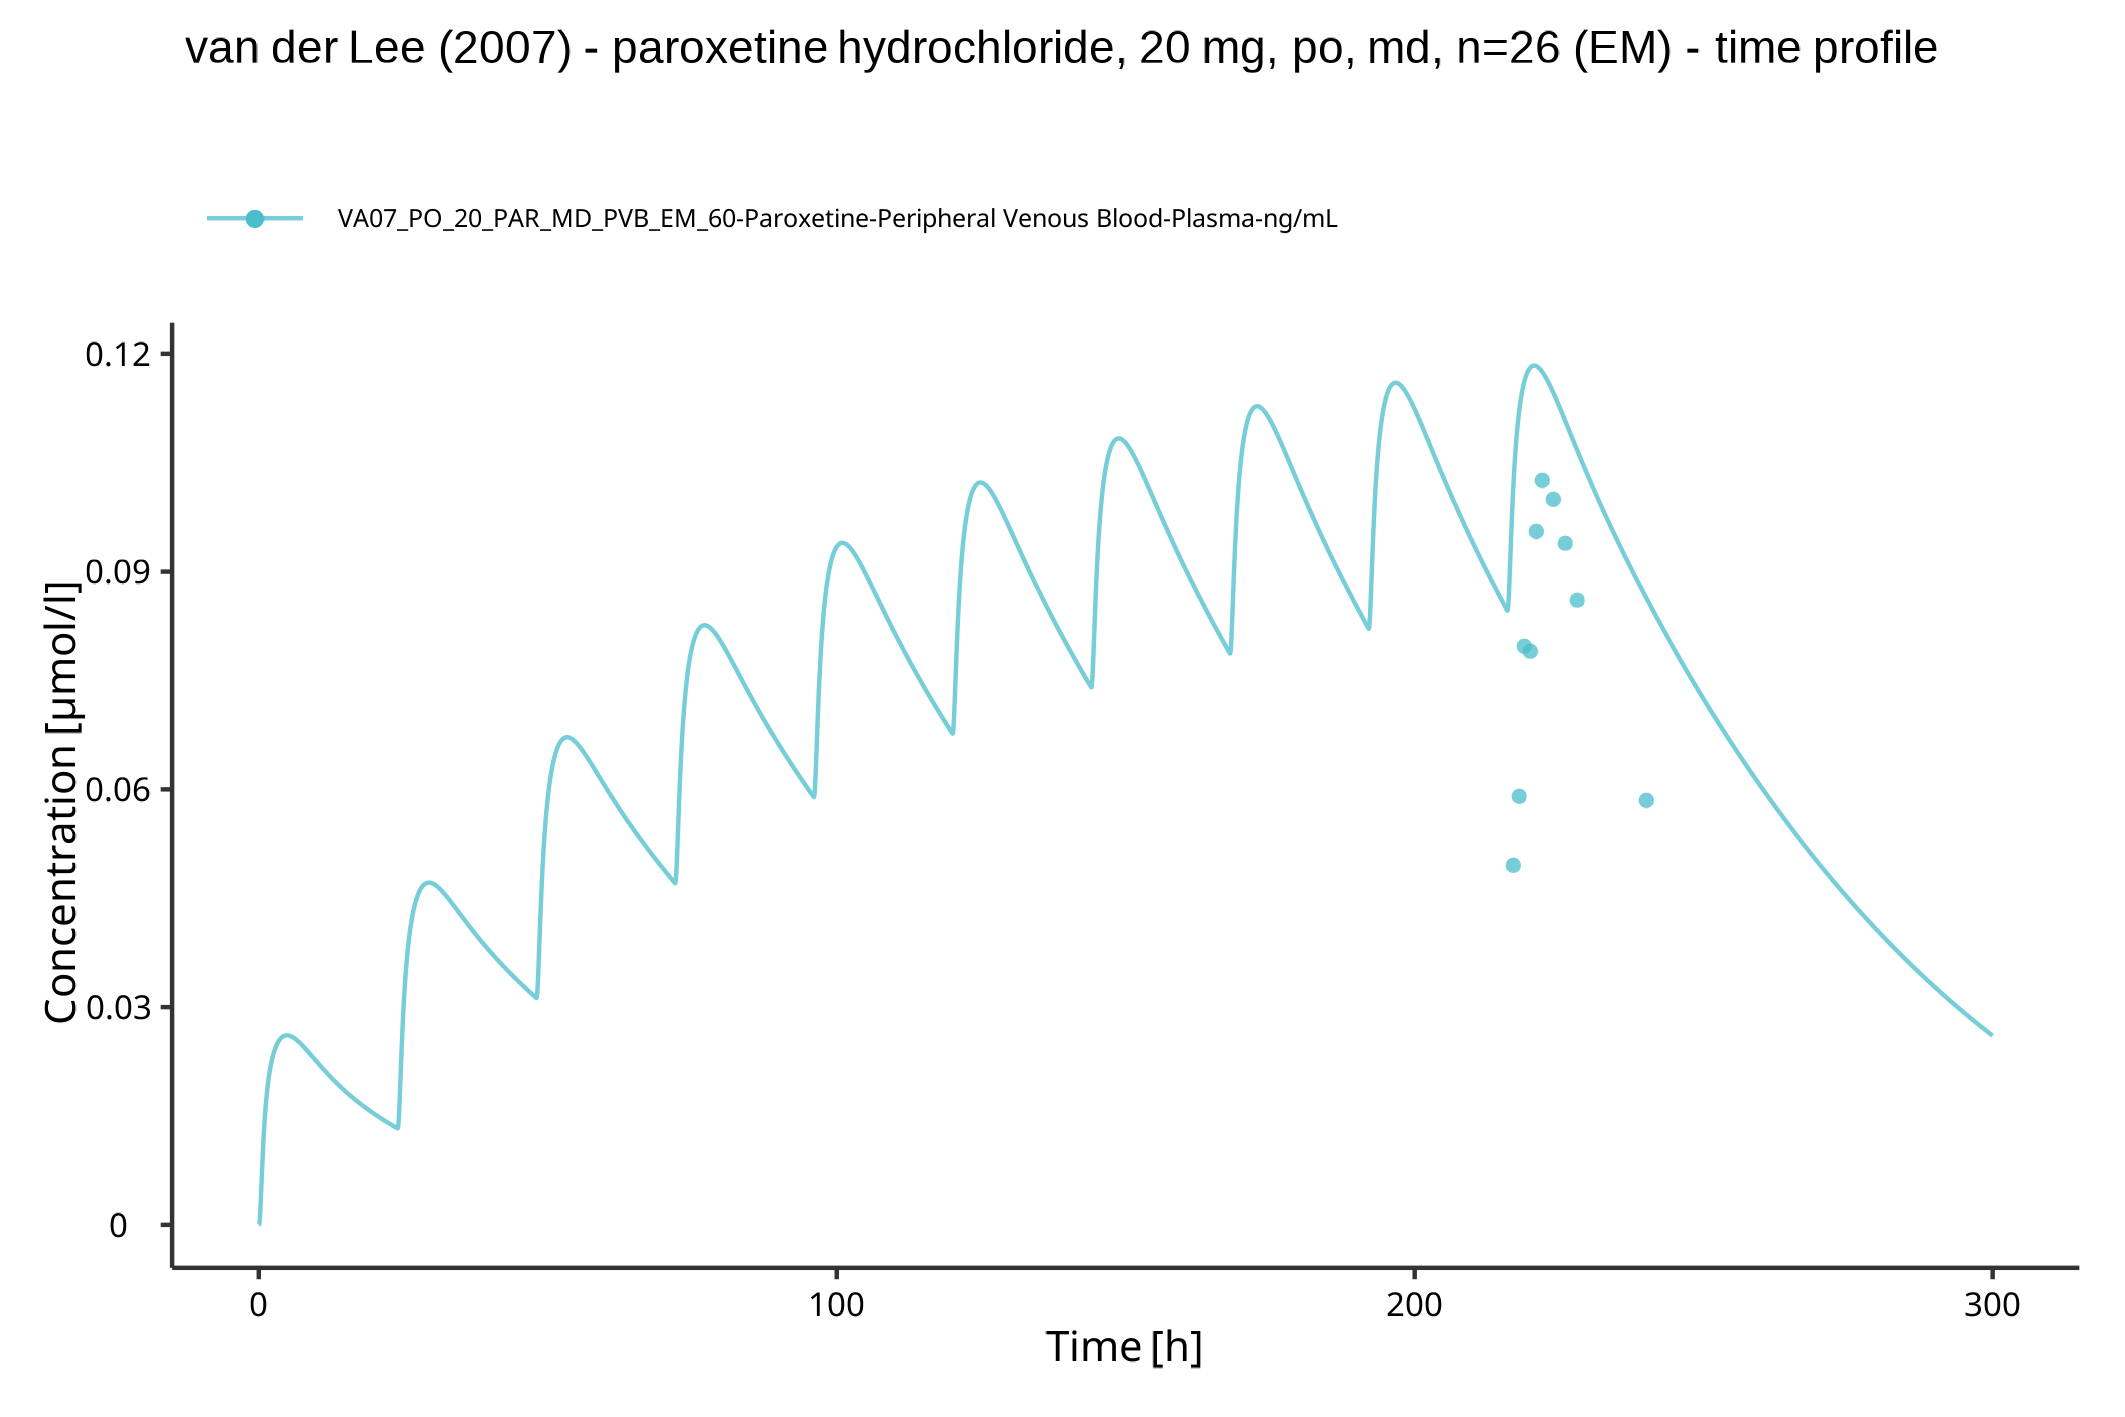 van der Lee (2007) - paroxetine hydrochloride, 20 mg, po, md, n=26 (EM) - time profile
VA07_PO_20_PAR_MD_PVB_EM_60-Paroxetine-Peripheral Venous Blood-Plasma-ng/mL
Concentration [µmol/l]
0.12
0.09
0.06
0.03
0
0 100 200 300
Time [h]